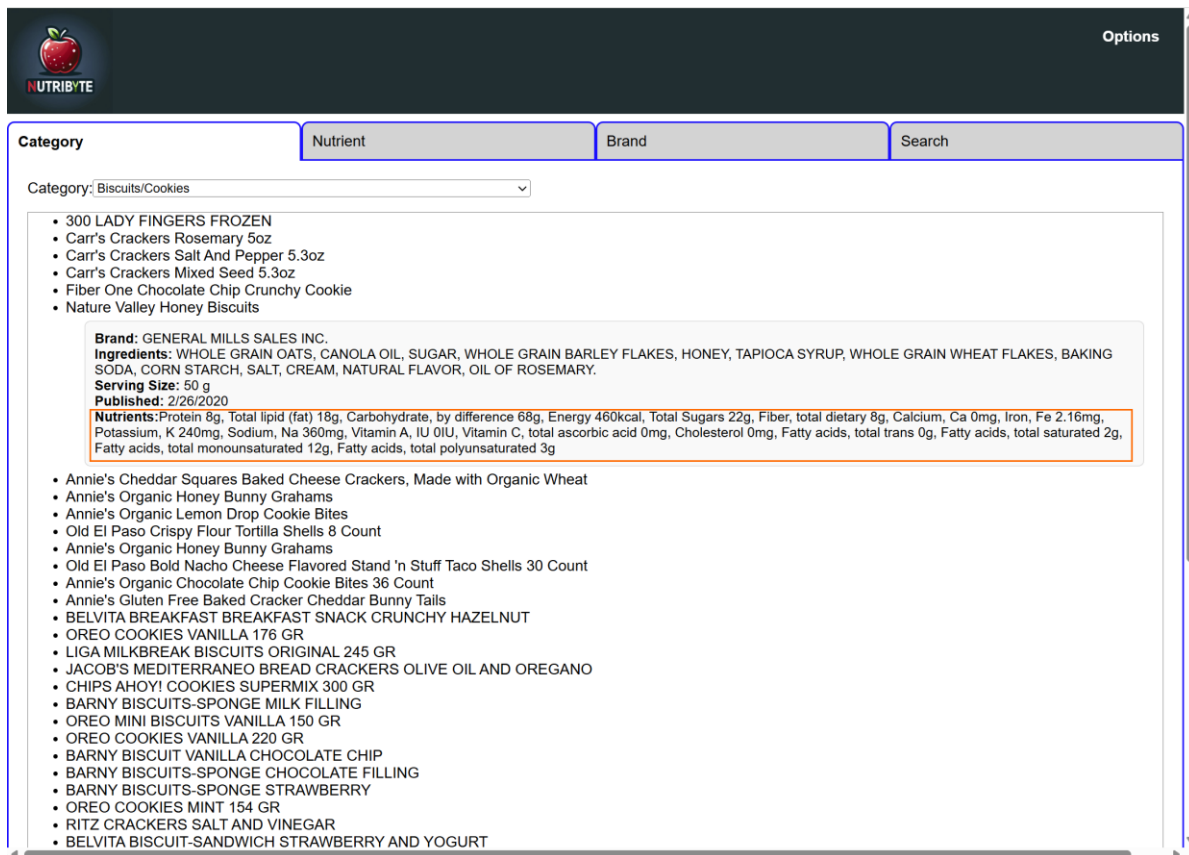 NUTRIBYTE
Options
Category
Nutrient
Brand
Search
Category: Biscuits/Cookies
• 300 LADY FINGERS FROZEN
• Carr's Crackers Rosemary 5oz
• Carr's Crackers Salt And Pepper 5.3oz
• Carr's Crackers Mixed Seed 5.3oz
• Fiber One Chocolate Chip Crunchy Cookie
• Nature Valley Honey Biscuits
Brand: GENERAL MILLS SALES INC.
Ingredients: WHOLE GRAIN OATS, CANOLA OIL, SUGAR, WHOLE GRAIN BARLEY FLAKES, HONEY, TAPIOCA SYRUP, WHOLE GRAIN WHEAT FLAKES, BAKING
SODA, CORN STARCH, SALT, CREAM, NATURAL FLAVOR, OIL OF ROSEMARY.
Serving Size: 50 g
Published: 2/26/2020
Nutrients:Protein 8g, Total lipid (fat) 18g, Carbohydrate, by difference 68g, Energy 460kcal, Total Sugars 22g, Fiber, total dietary 8g, Calcium, Ca 0mg, Iron, Fe 2.16mg,
Potassium, K 240mg, Sodium, Na 360mg, Vitamin A, IU 0IU, Vitamin C, total ascorbic acid 0mg, Cholesterol 0mg, Fatty acids, total trans 0g, Fatty acids, total saturated 2g,
Fatty acids, total monounsaturated 12g, Fatty acids, total polyunsaturated 3g
• Annie's Cheddar Squares Baked Cheese Crackers, Made with Organic Wheat
• Annie's Organic Honey Bunny Grahams
• Annie's Organic Lemon Drop Cookie Bites
• Old El Paso Crispy Flour Tortilla Shells 8 Count
• Annie's Organic Honey Bunny Grahams
• Old El Paso Bold Nacho Cheese Flavored Stand 'n Stuff Taco Shells 30 Count
• Annie's Organic Chocolate Chip Cookie Bites 36 Count
• Annie's Gluten Free Baked Cracker Cheddar Bunny Tails
• BELVITA BREAKFAST BREAKFAST SNACK CRUNCHY HAZELNUT
• OREO COOKIES VANILLA 176 GR
• LIGA MILKBREAK BISCUITS ORIGINAL 245 GR
• JACOB'S MEDITERRANEO BREAD CRACKERS OLIVE OIL AND OREGANO
• CHIPS AHOY! COOKIES SUPERMIX 300 GR
• BARNY BISCUITS-SPONGE MILK FILLING
• OREO MINI BISCUITS VANILLA 150 GR
• OREO COOKIES VANILLA 220 GR
• BARNY BISCUIT VANILLA CHOCOLATE CHIP
• BARNY BISCUITS-SPONGE CHOCOLATE FILLING
• BARNY BISCUITS-SPONGE STRAWBERRY
• OREO COOKIES MINT 154 GR
• RITZ CRACKERS SALT AND VINEGAR
• BELVITA BISCUIT-SANDWICH STRAWBERRY AND YOGURT